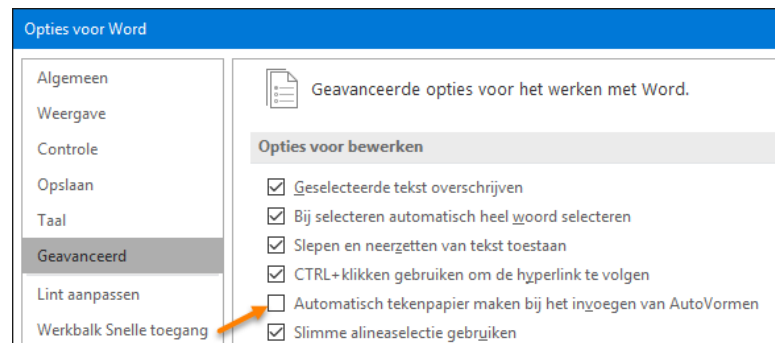 Opties voor Word
Algemeen
Weergave
Controle
Opslaan
Taal
Geavanceerd
Lint aanpassen
Werkbalk Snelle toegang
Geavanceerde opties voor het werken met Word.
Opties voor bewerken
Geselecteerde tekst overschrijven
Bij selecteren automatisch heel woord selecteren
Slepen en neerzetten van tekst toestaan
CTRL+klikken gebruiken om de hyperlink te volgen
Automatisch tekenpapier maken bij het invoegen van AutoVormen
Slimme alineaselectie gebruiken